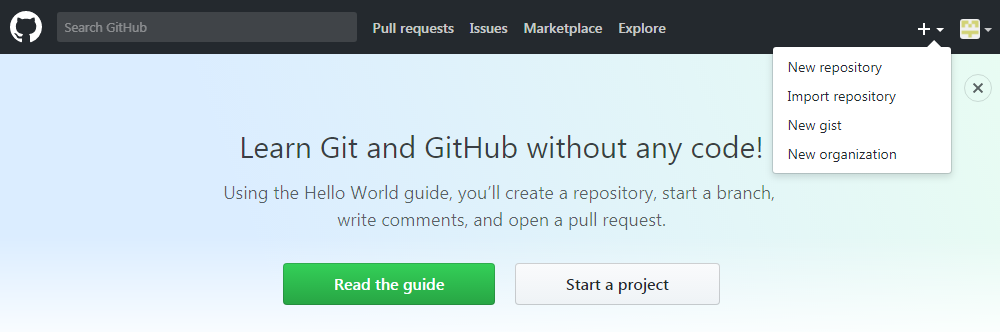 Search GitHub
Pull requests Issues Marketplace Explore
New repository
Import repository
New gist
New organization
Learn Git and GitHub without any code!
Using the Hello World guide, you’ll create a repository, start a branch,
write comments, and open a pull request.
Read the guide
Start a project